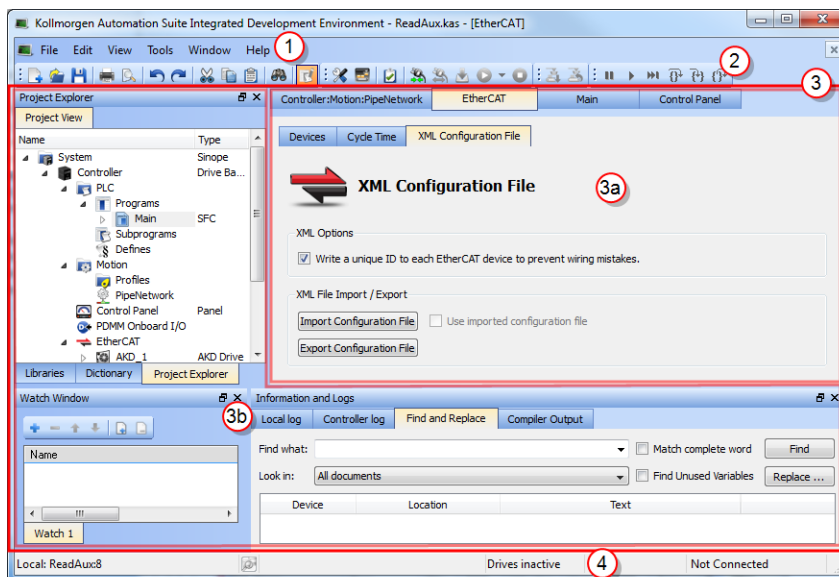 Kollmorgen Automation Suite Integrated Development Environment - ReadAux.kas - [EtherCAT]
File Edit View Tools Window Help
1
2
3
Project Explorer
Project View
Name Type
System Sinope
Controller Drive Ba...
PLC
Programs
Main SFC
Subprograms
Defines
Motion
Profiles
PipeNetwork
Control Panel Panel
PDMM Onboard I/O
EtherCAT
AKD_1 AKD Drive
Libraries Dictionary Project Explorer
Controller:Motion:PipeNetwork EtherCAT Main Control Panel
Devices Cycle Time XML Configuration File
XML Configuration File
3a
XML Options
Write a unique ID to each EtherCAT device to prevent wiring mistakes.
XML File Import / Export
Import Configuration File Use imported configuration file
Export Configuration File
Watch Window
3b
Name
Watch 1
Information and Logs
Local log Controller log Find and Replace Compiler Output
Find what: Match complete word Find
Look in: All documents Find Unused Variables Replace ...
Device Location Text
Local: ReadAux:8 Drives inactive 4 Not Connected